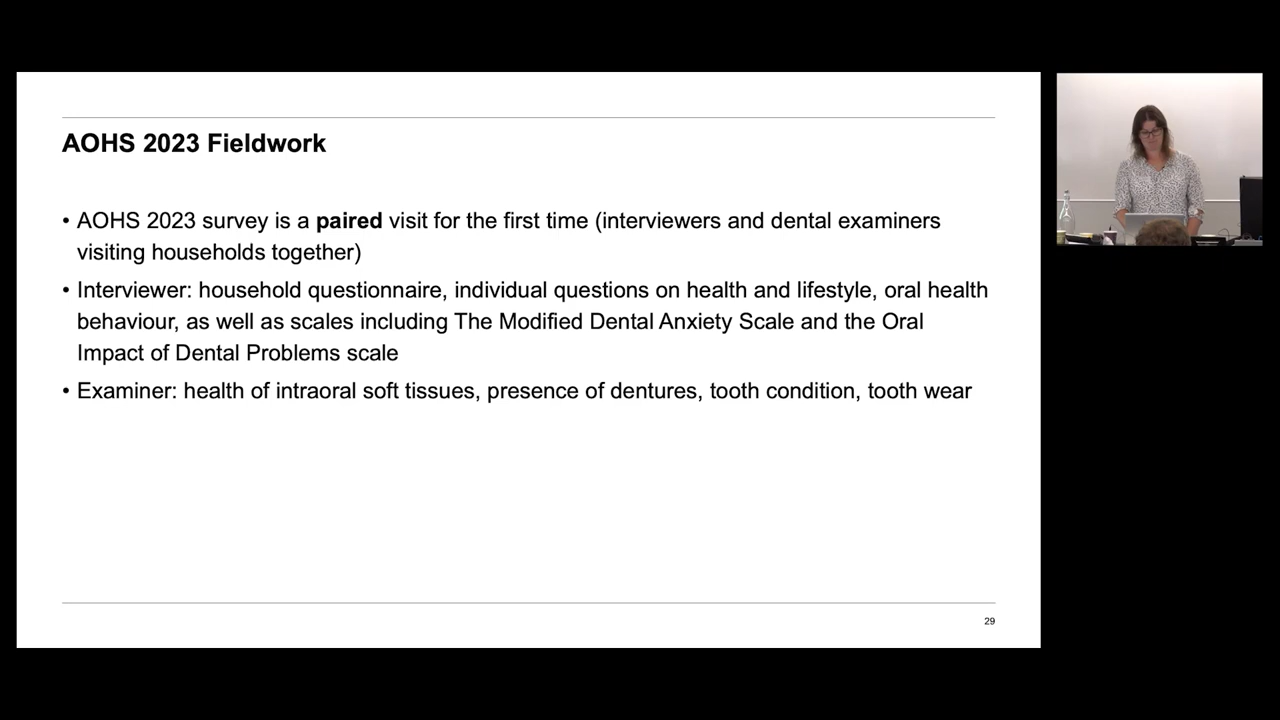 AOHS 2023 Fieldwork
• AOHS 2023 survey is a paired visit for the first time (interviewers and dental examiners
visiting households together)
• Interviewer: household questionnaire, individual questions on health and lifestyle, oral health
behaviour, as well as scales including The Modified Dental Anxiety Scale and the Oral
Impact of Dental Problems scale
• Examiner: health of intraoral soft tissues, presence of dentures, tooth condition, tooth wear
29